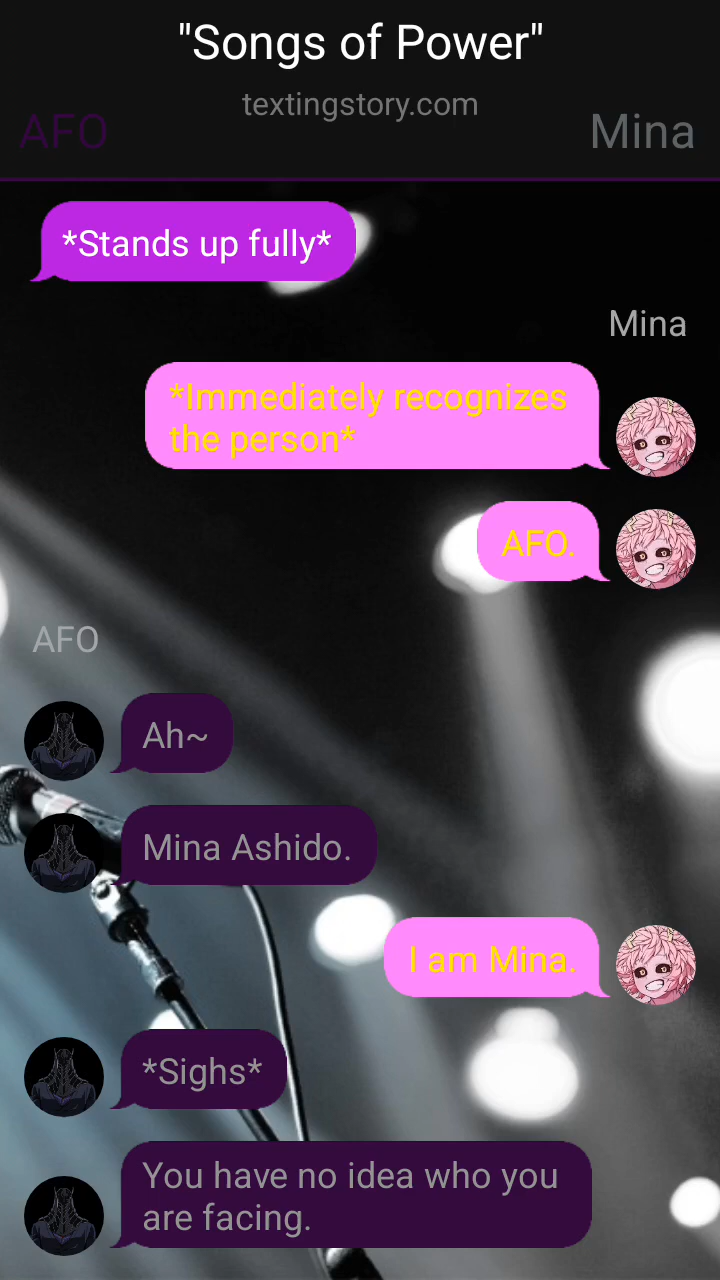 "Songs of Power"
textingstory.com
AFO
Mina
*Stands up fully*
Mina
*Immediately recognizes
the person*
AFO.
AFO
Ah~
Mina Ashido.
I am Mina.
*Sighs*
You have no idea who you
are facing.